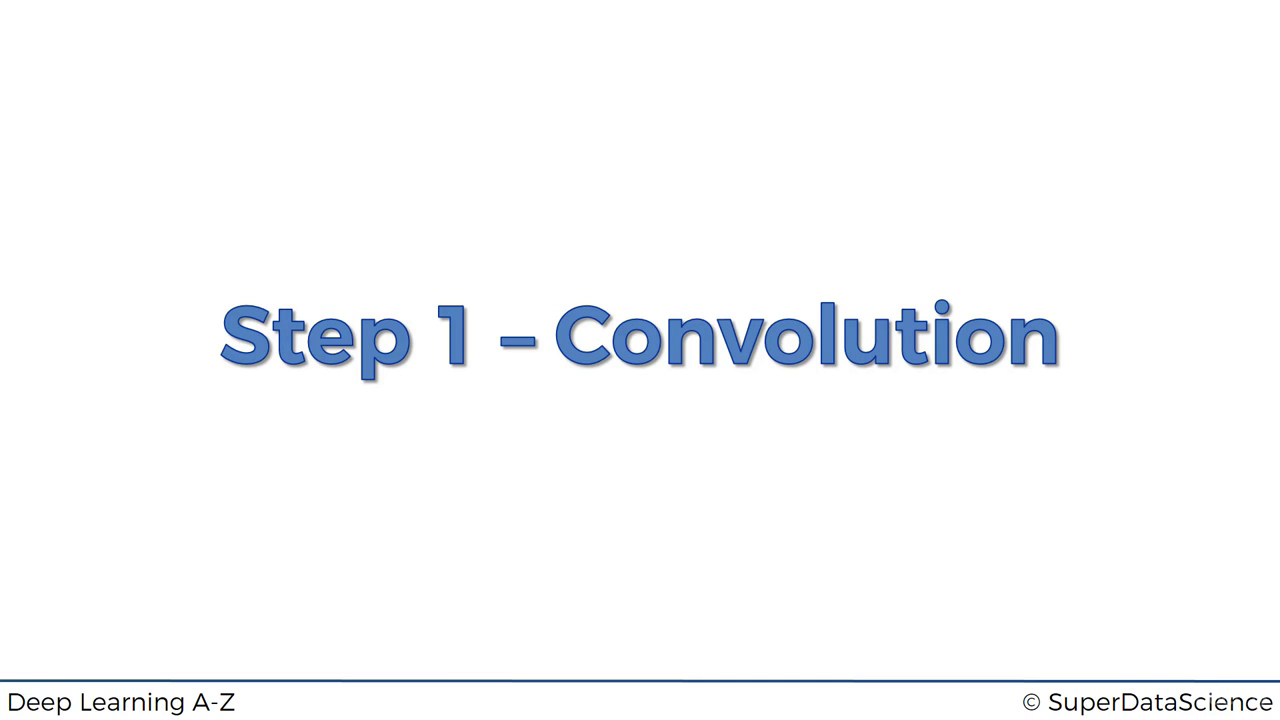 Step 1 – Convolution
Deep Learning A-Z
© SuperDataScience